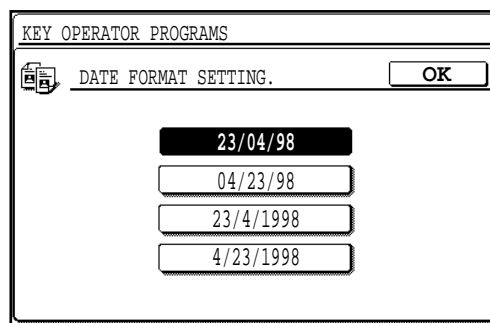 KEY OPERATOR PROGRAMS
DATE FORMAT SETTING. OK
23/04/98
04/23/98
23/4/1998
4/23/1998